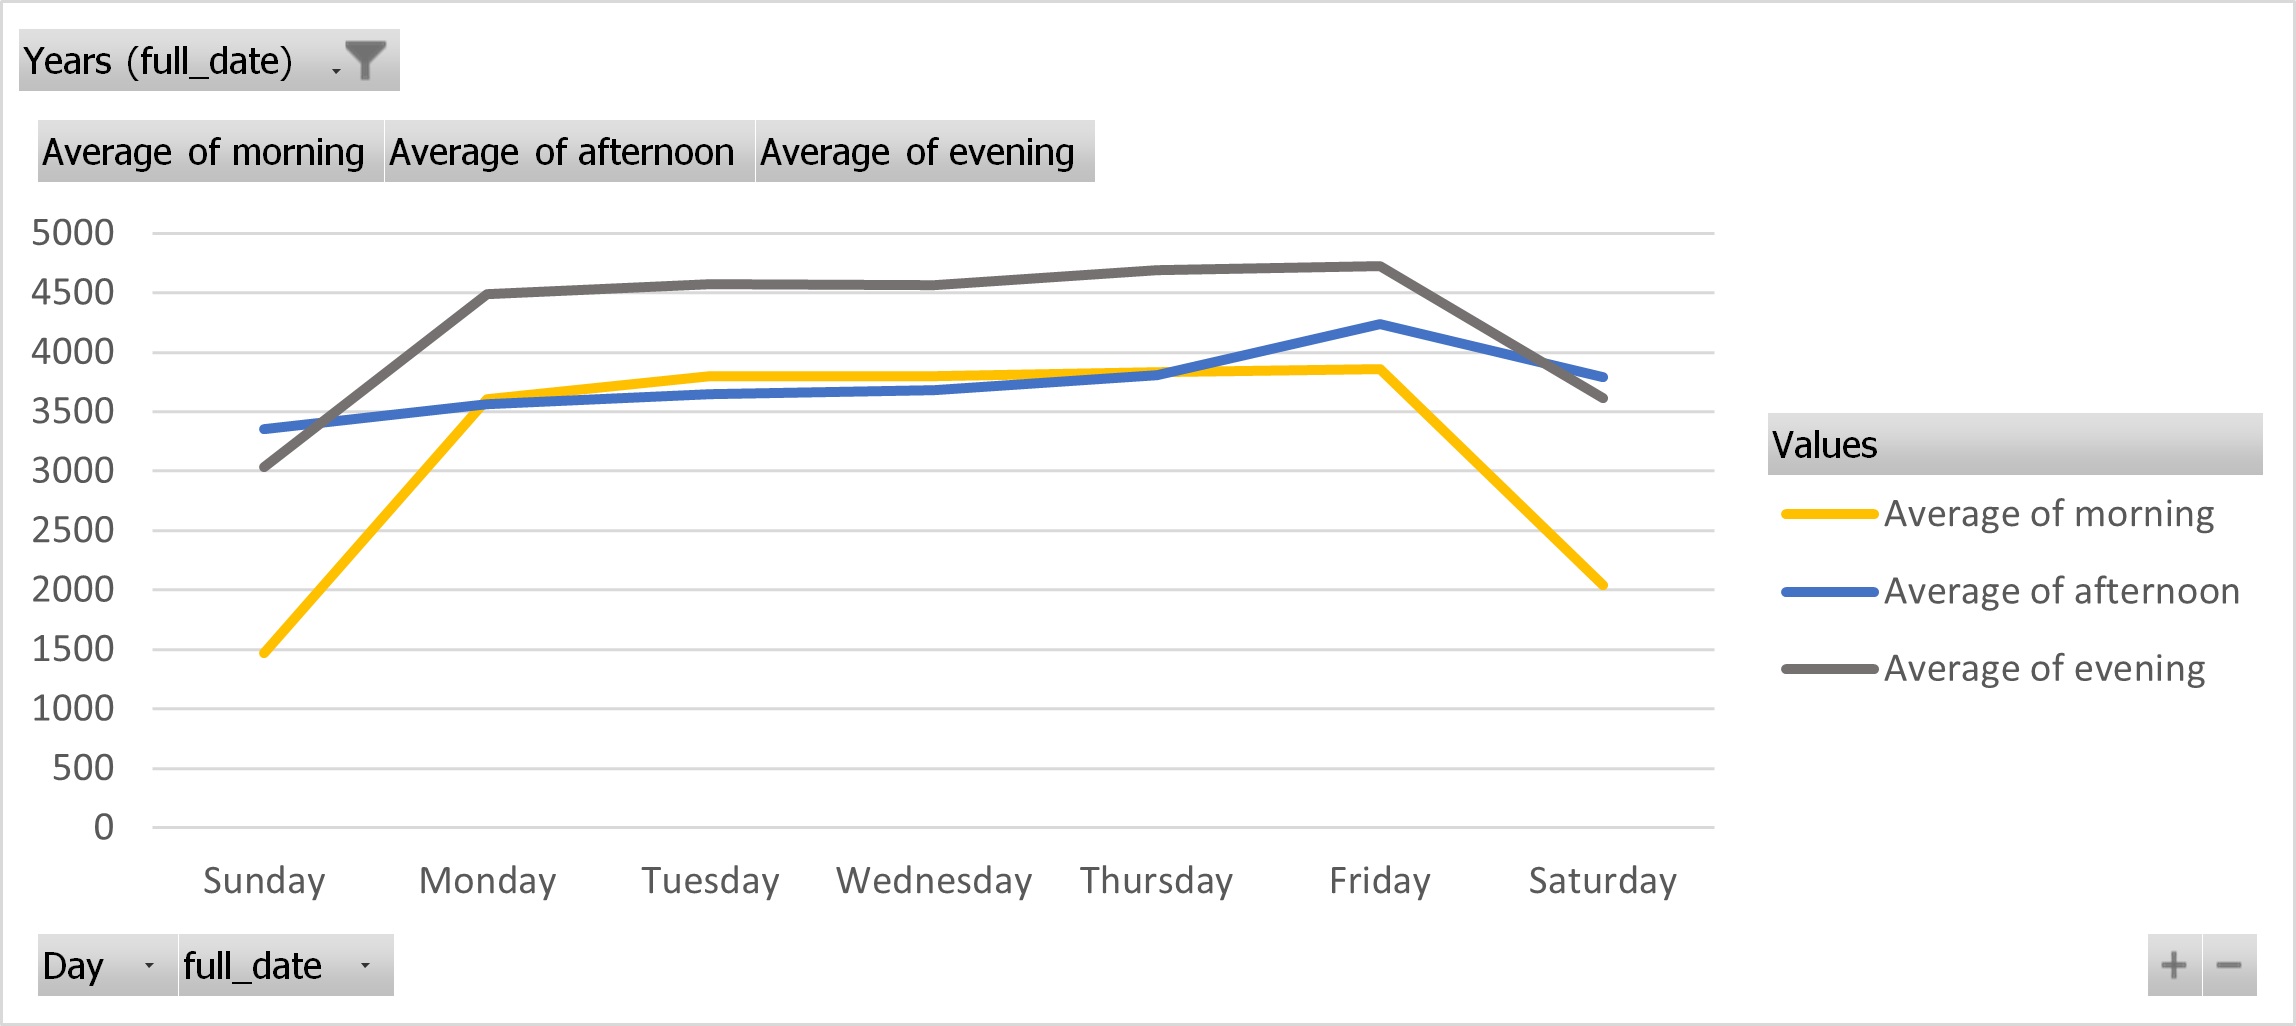 Years (full_date)
Average of morning Average of afternoon Average of evening
5000
4500
4000
3500
3000
2500
2000
1500
1000
500
0
Sunday Monday Tuesday Wednesday Thursday Friday Saturday
Values
Average of morning
Average of afternoon
Average of evening
Day full_date
+ −